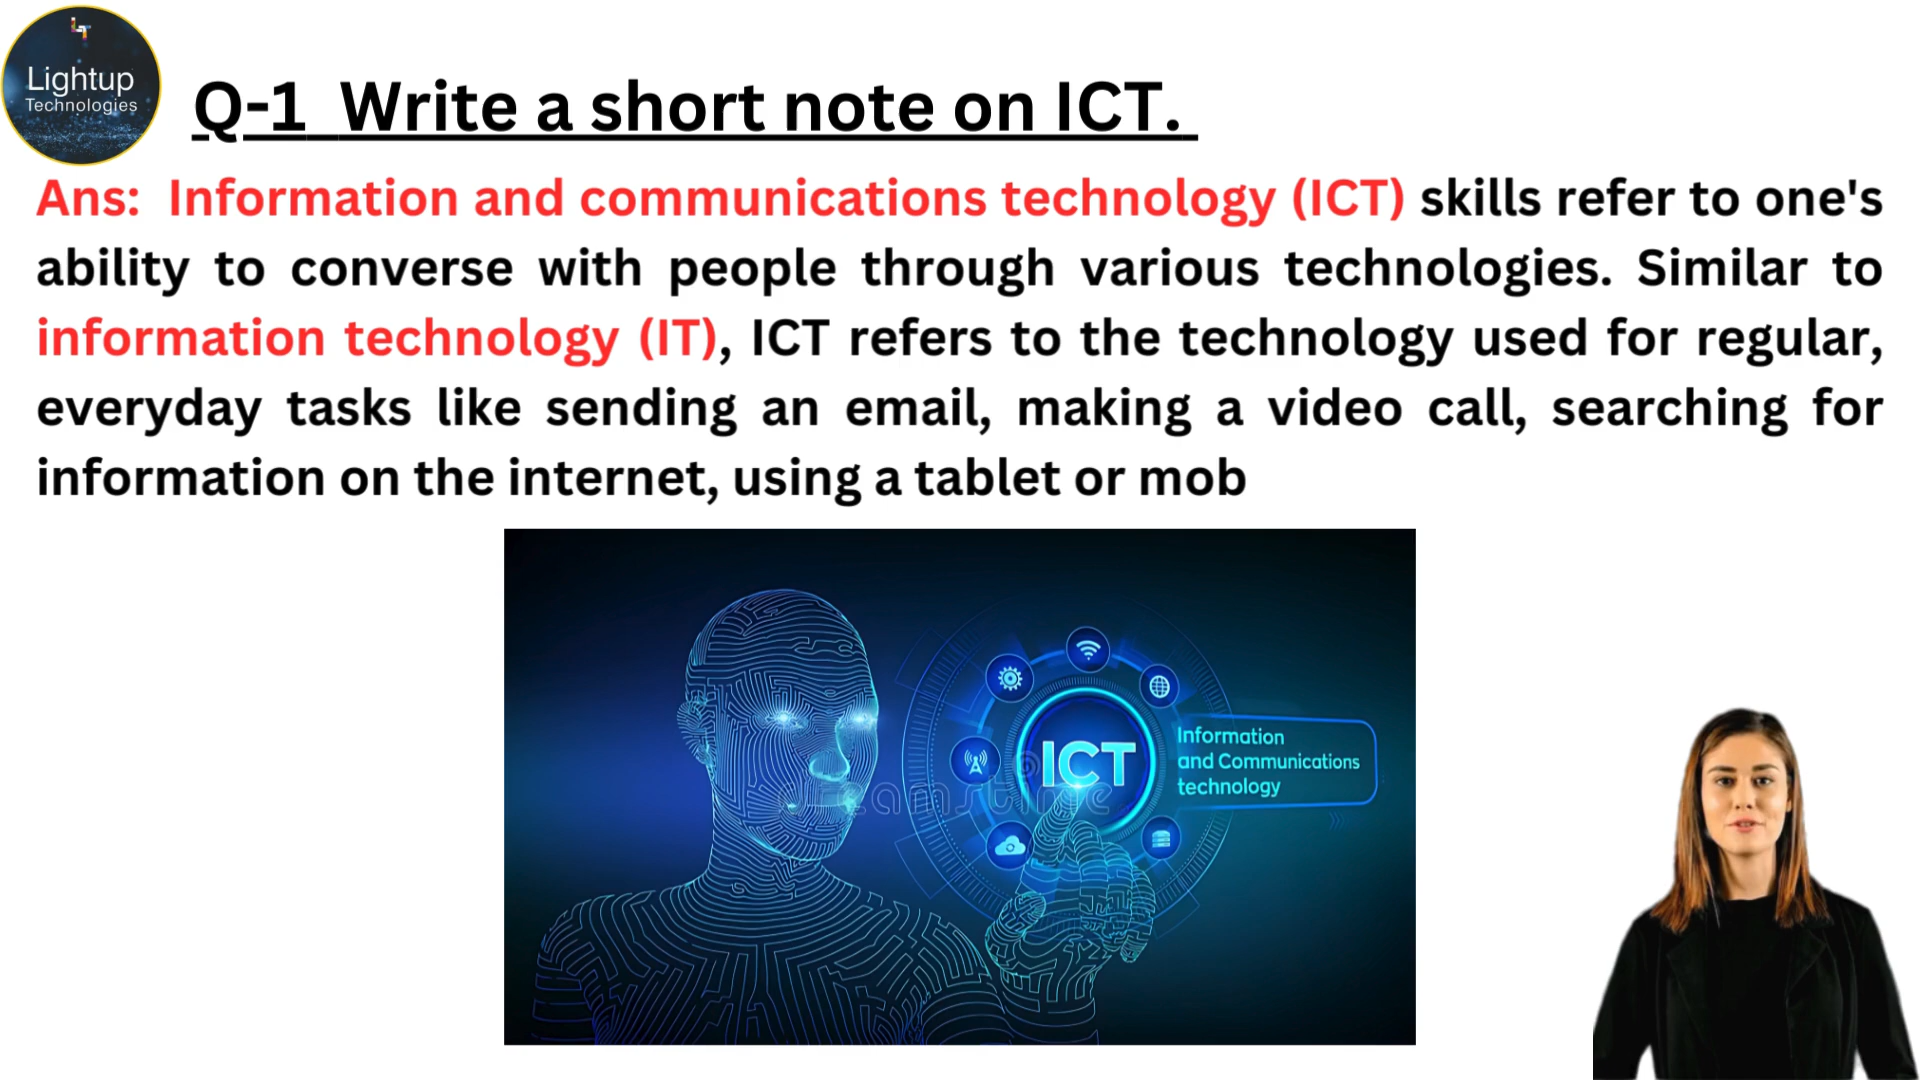 LT
Lightup
Technologies
Q-1 Write a short note on ICT.
Ans: Information and communications technology (ICT) skills refer to one's
ability to converse with people through various technologies. Similar to
information technology (IT), ICT refers to the technology used for regular,
everyday tasks like sending an email, making a video call, searching for
information on the internet, using a tablet or mob
ICT
Information
and Communications
technology
dreamstime